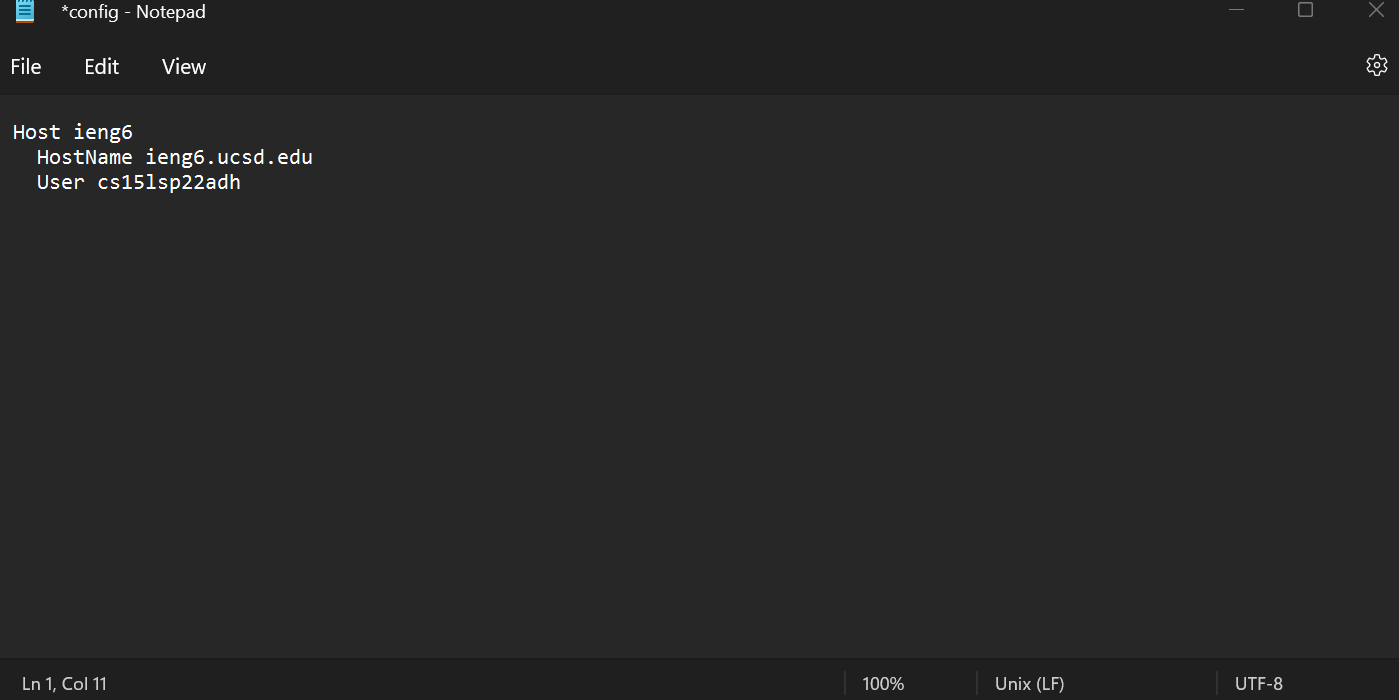 *config - Notepad
File Edit View
Host ieng6
  HostName ieng6.ucsd.edu
  User cs15lsp22adh
Ln 1, Col 11 100% Unix (LF) UTF-8